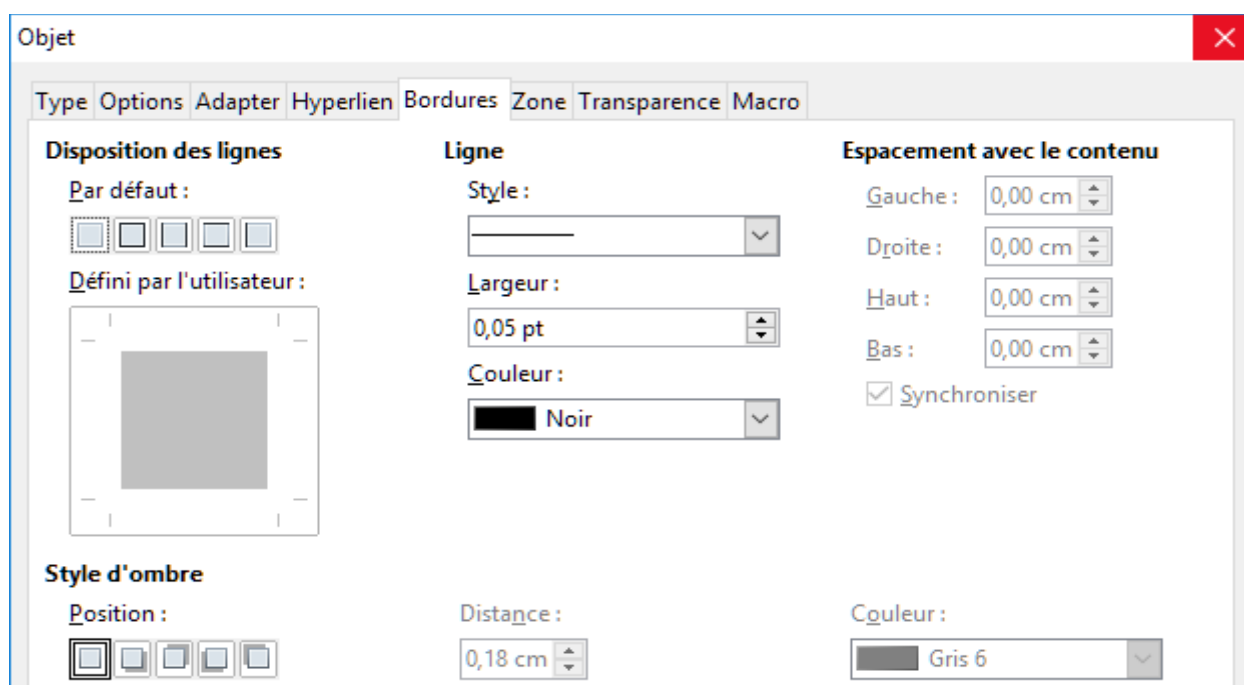 Objet
Type Options Adapter Hyperlien Bordures Zone Transparence Macro
Disposition des lignes
Par défaut :
Défini par l'utilisateur :
Ligne
Style :
Largeur :
0,05 pt
Couleur :
Noir
Espacement avec le contenu
Gauche : 0,00 cm
Droite : 0,00 cm
Haut : 0,00 cm
Bas : 0,00 cm
Synchroniser
Style d'ombre
Position :
Distance :
0,18 cm
Couleur :
Gris 6